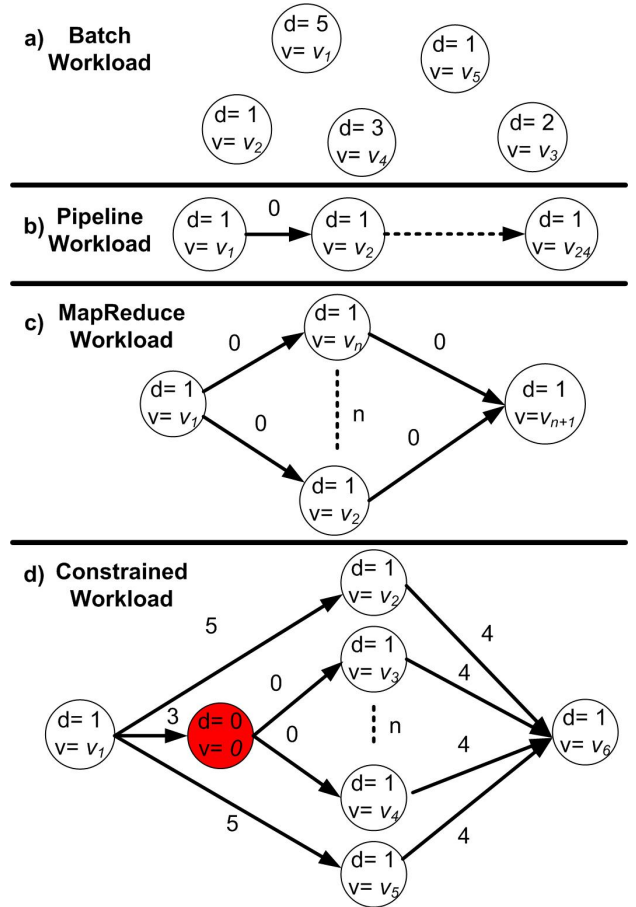 a) Batch Workload
d= 5
v= v1
d= 1
v= v5
d= 1
v= v2
d= 3
v= v4
d= 2
v= v3
b) Pipeline Workload
d= 1
v= v1
0
d= 1
v= v2
d= 1
v= v24
c) MapReduce Workload
d= 1
v= vn
0
0
d= 1
v= v1
n
d= 1
v=vn+1
0
0
d= 1
v= v2
d) Constrained Workload
d= 1
v= v2
5
4
0
d= 1
v= v3
4
d= 1
v= v1
3
d= 0
v= 0
0
n
d= 1
v= v6
4
d= 1
v= v4
5
4
d= 1
v= v5